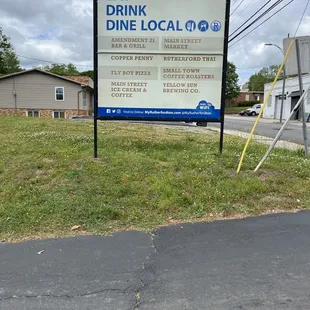 DRINK
DINE LOCAL
AMENDMENT 21
BAR & GRILL
MAIN STREET
MARKET
COPPER PENNY
RUTHERFORD THAI
FLY BOY PIZZA
SMALL TOWN
COFFEE ROASTERS
MAIN STREET
ICE CREAM &
COFFEE
YELLOW SUN
BREWING CO.
WIFI